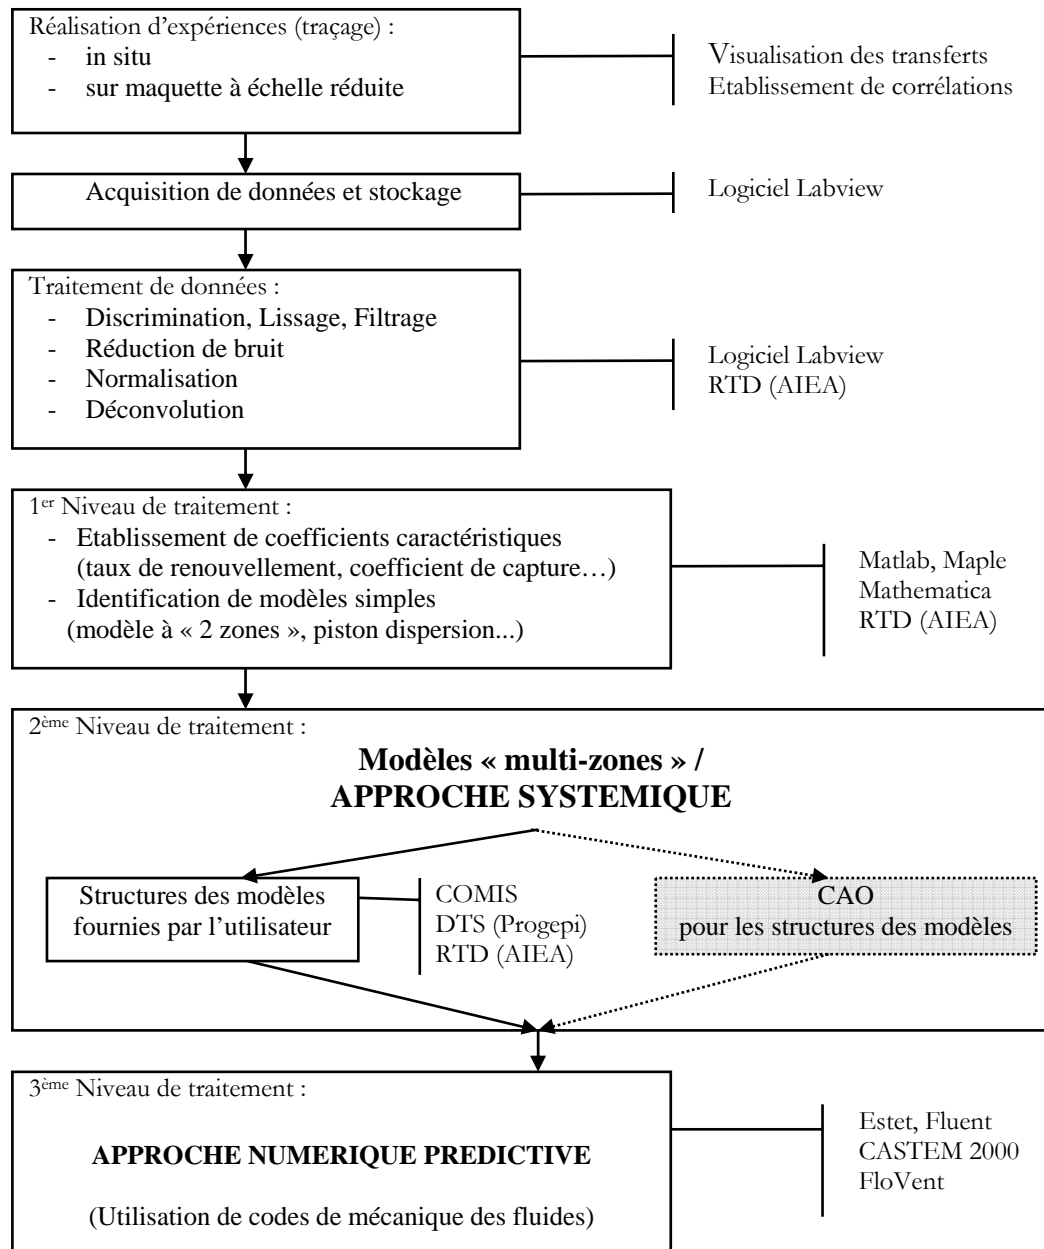 Réalisation d'expériences (traçage) :
- in situ
- sur maquette à échelle réduite
Visualisation des transferts
Etablissement de corrélations
Acquisition de données et stockage
Logiciel Labview
Traitement de données :
- Discrimination, Lissage, Filtrage
- Réduction de bruit
- Normalisation
- Déconvolution
Logiciel Labview
RTD (AIEA)
1er Niveau de traitement :
- Etablissement de coefficients caractéristiques
(taux de renouvellement, coefficient de capture…)
- Identification de modèles simples
(modèle à « 2 zones », piston dispersion...)
Matlab, Maple
Mathematica
RTD (AIEA)
2ème Niveau de traitement :
Modèles « multi-zones » /
APPROCHE SYSTEMIQUE
Structures des modèles
fournies par l'utilisateur
COMIS
DTS (Progepi)
RTD (AIEA)
CAO
pour les structures des modèles
3ème Niveau de traitement :
APPROCHE NUMERIQUE PREDICTIVE
(Utilisation de codes de mécanique des fluides)
Estet, Fluent
CASTEM 2000
FloVent